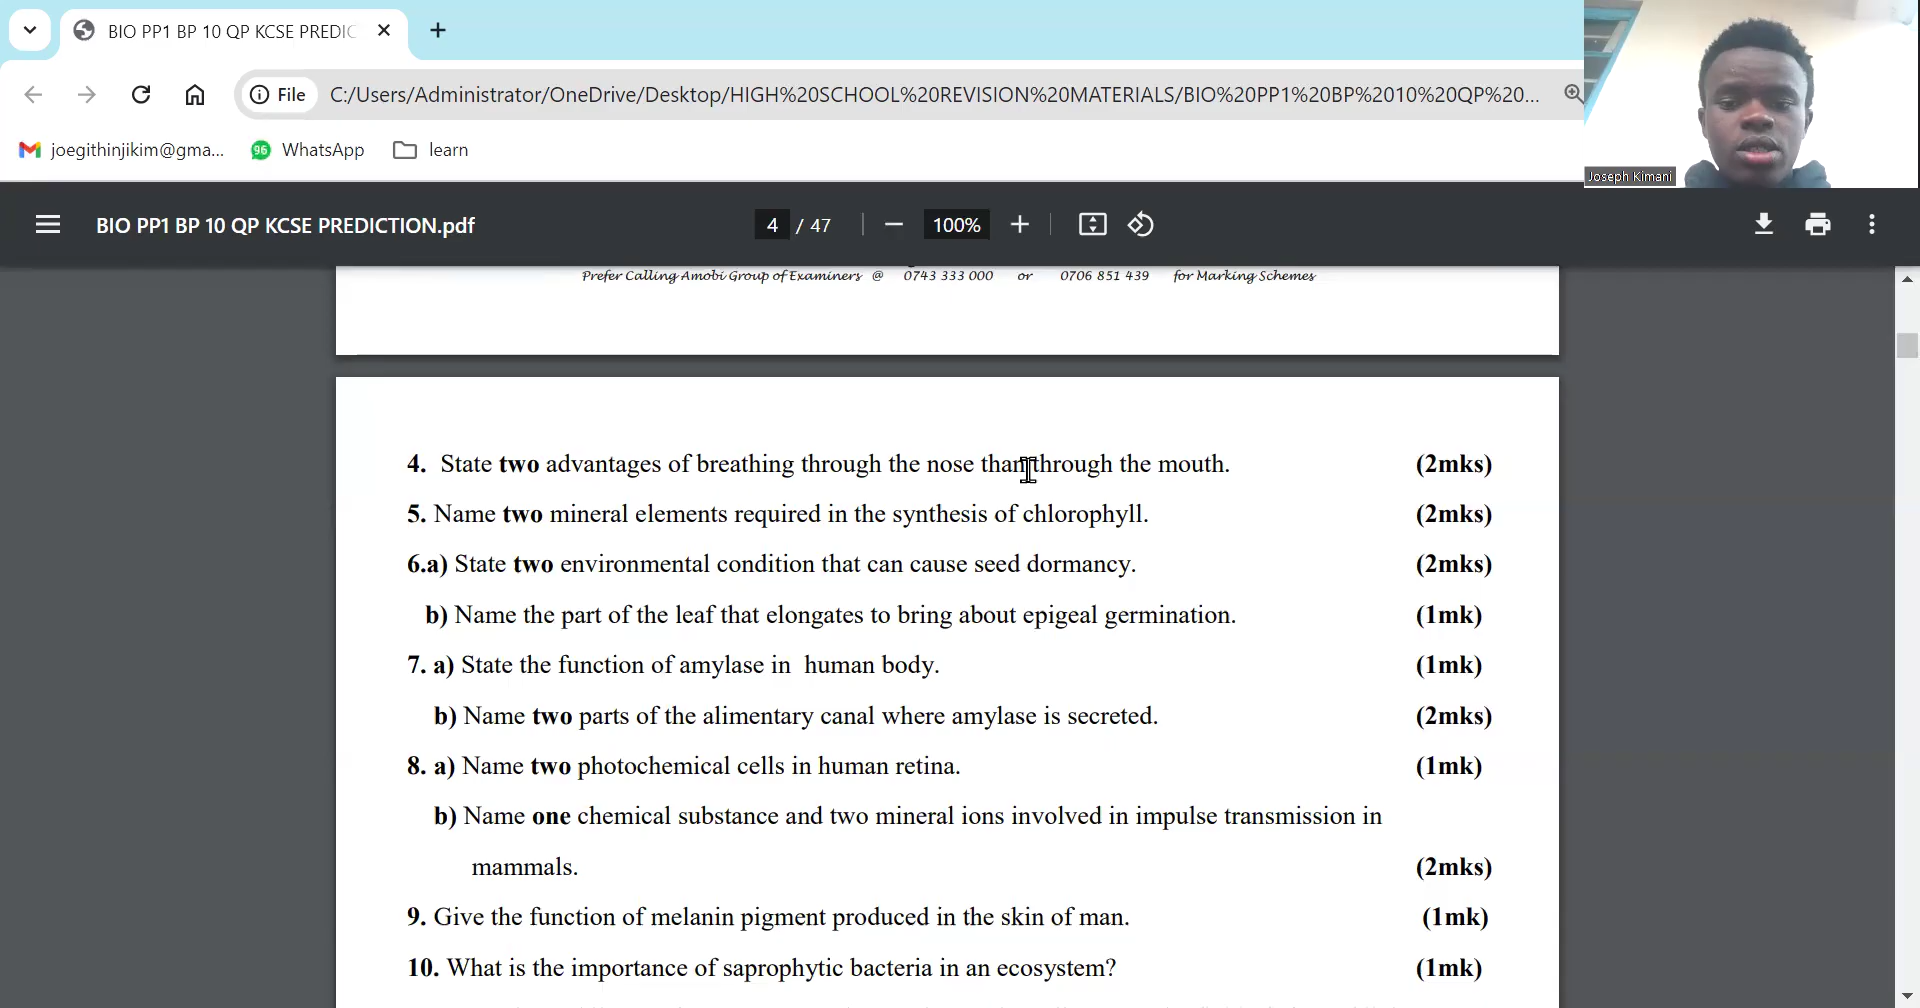 BIO PP1 BP 10 QP KCSE PREDIC
File
C:/Users/Administrator/OneDrive/Desktop/HIGH%20SCHOOL%20REVISION%20MATERIALS/BIO%20PP1%20BP%2010%20QP%20...
joegithinjikim@gma...
96
WhatsApp
learn
Joseph Kimani
BIO PP1 BP 10 QP KCSE PREDICTION.pdf
4 / 47
100%
Prefer Calling Amobi Group of Examiners @ 0743 333 000 or 0706 851 439 for Marking Schemes
4. State two advantages of breathing through the nose than through the mouth. (2mks)
5. Name two mineral elements required in the synthesis of chlorophyll. (2mks)
6.a) State two environmental condition that can cause seed dormancy. (2mks)
b) Name the part of the leaf that elongates to bring about epigeal germination. (1mk)
7. a) State the function of amylase in human body. (1mk)
b) Name two parts of the alimentary canal where amylase is secreted. (2mks)
8. a) Name two photochemical cells in human retina. (1mk)
b) Name one chemical substance and two mineral ions involved in impulse transmission in
mammals. (2mks)
9. Give the function of melanin pigment produced in the skin of man. (1mk)
10. What is the importance of saprophytic bacteria in an ecosystem? (1mk)